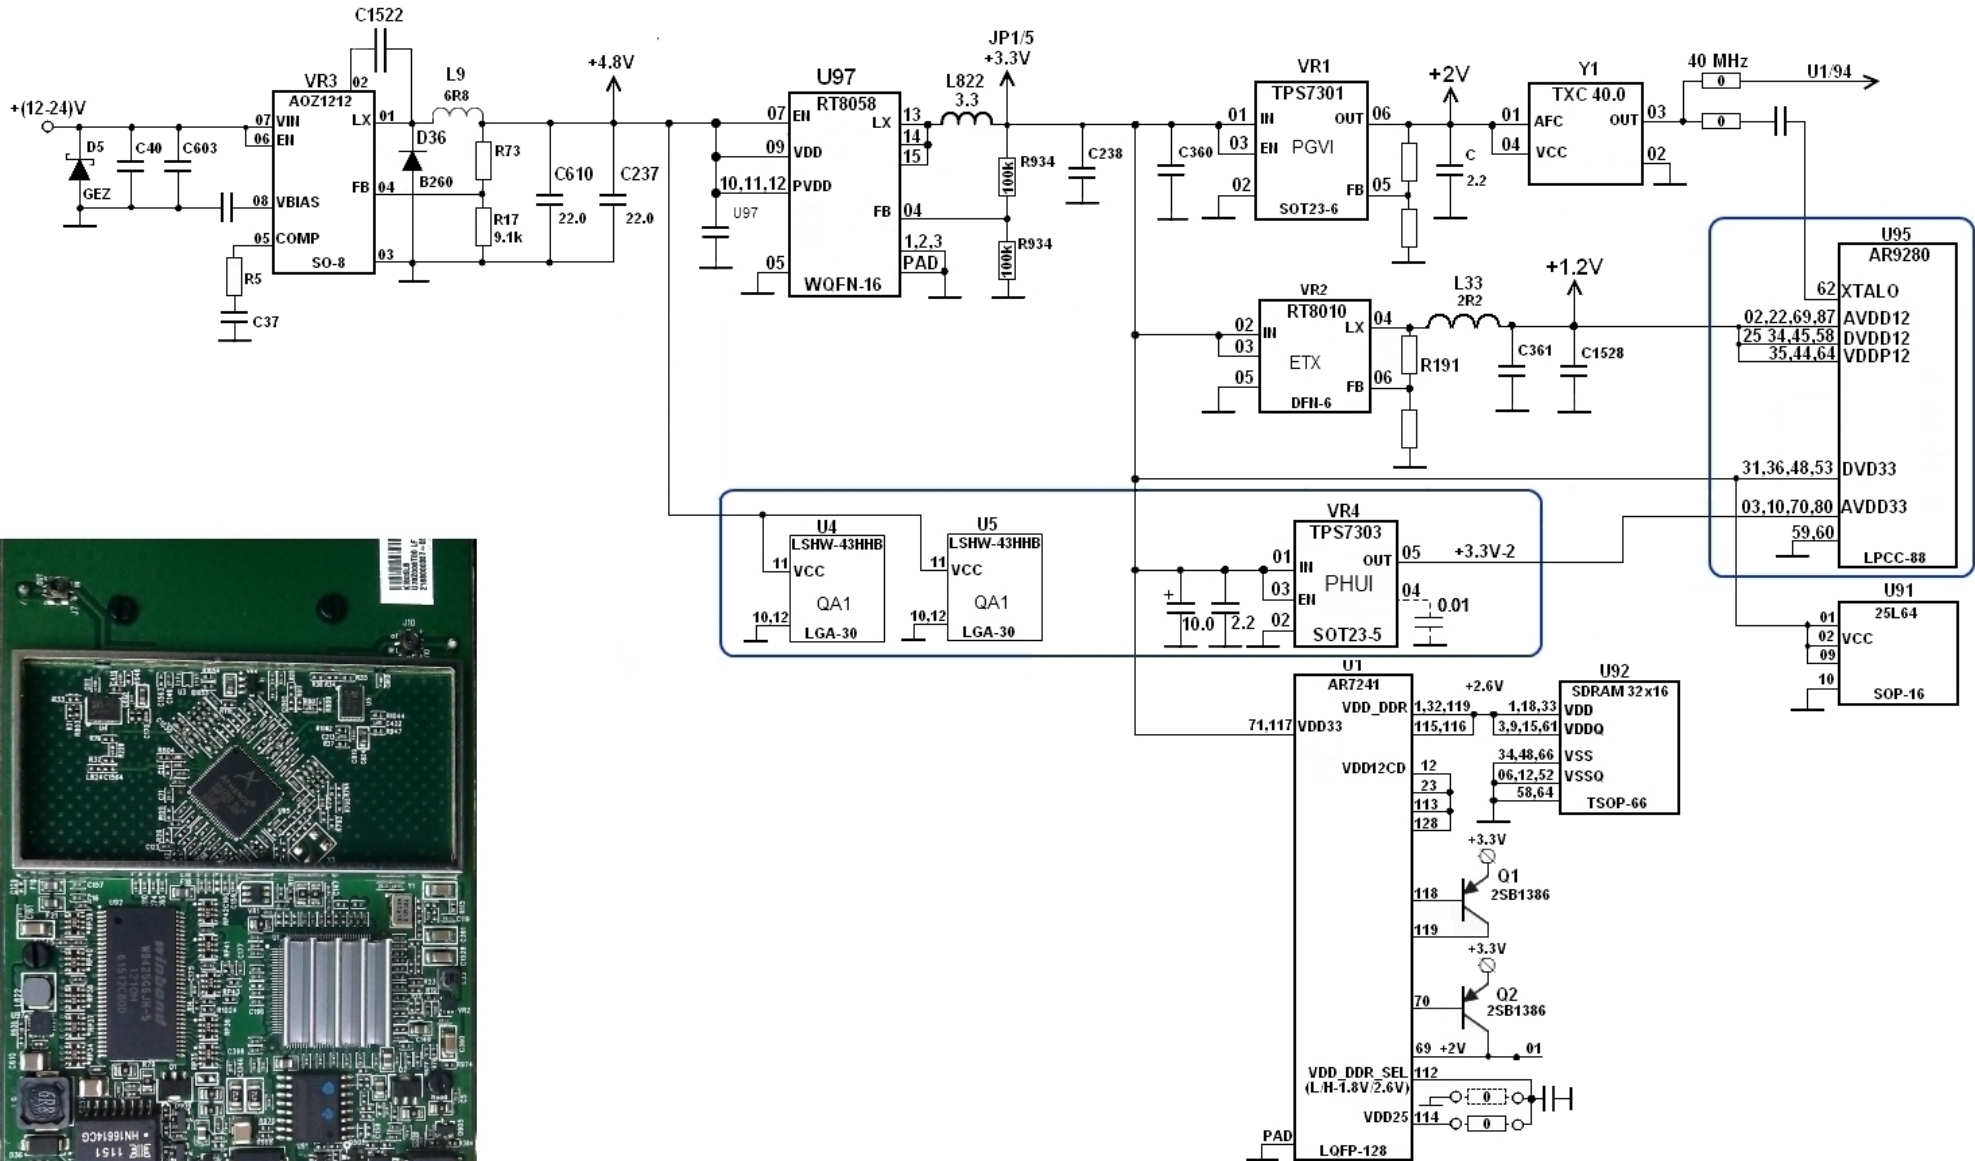 C1522
VR3
02
AOZ1212
+(12-24)V
07 VIN
06 EN
LX 01
L9
6R8
+4.8V
D5
GEZ
C40
C603
D36
B260
R73
FB 04
08 VBIAS
R17
9.1k
C610
22.0
C237
22.0
05 COMP
03
SO-8
R5
C37
U97
RT8058
07 EN
LX 13
14
15
09 VDD
10,11,12 PVDD
U97
FB 04
1,2,3
PAD
05
WQFN-16
L822
3.3
JP1/5
+3.3V
R934
100k
R934
100k
C238
C360
VR1
TPS7301
01 IN
OUT 06
03 EN
PGVI
02
FB 05
SOT23-6
+2V
C
2.2
Y1
TXC 40.0
01 AFC
OUT 03
04 VCC
02
40 MHz
0
U1/94
0
VR2
RT8010
02 IN
LX 04
03
ETX
05
FB 06
DFN-6
L33
2R2
+1.2V
R191
C361
C1528
U95
AR9280
62 XTALO
02,22,69,87 AVDD12
25 34,45,58 DVDD12
35,44,64 VDDP12
31,36,48,53 DVD33
03,10,70,80 AVDD33
59,60
LPCC-88
U4
LSHW-43HHB
11 VCC
QA1
10,12
LGA-30
U5
LSHW-43HHB
11 VCC
QA1
10,12
LGA-30
VR4
TPS7303
01 IN
OUT 05
+3.3V-2
03 EN
PHUI
04
0.01
02
SOT23-5
+
10.0
2.2
U91
25L64
01
02 VCC
09
10
SOP-16
U1
AR7241
71,117 VDD33
VDD_DDR 1,32,119
115,116
+2.6V
VDD12CD 12
23
113
128
U92
SDRAM 32x16
1,18,33 VDD
3,9,15,61 VDDQ
34,48,66 VSS
06,12,52 VSSQ
58,64
TSOP-66
+3.3V
118
Q1
2SB1386
119
+3.3V
70
Q2
2SB1386
69 +2V
01
VDD_DDR_SEL 112
(L/H-1.8V/2.6V)
0
VDD25 114
0
PAD
LQFP-128
J7
J10
U92
winbond
W9425G6JH-5
1210H
6R8
HN16614CG
1151